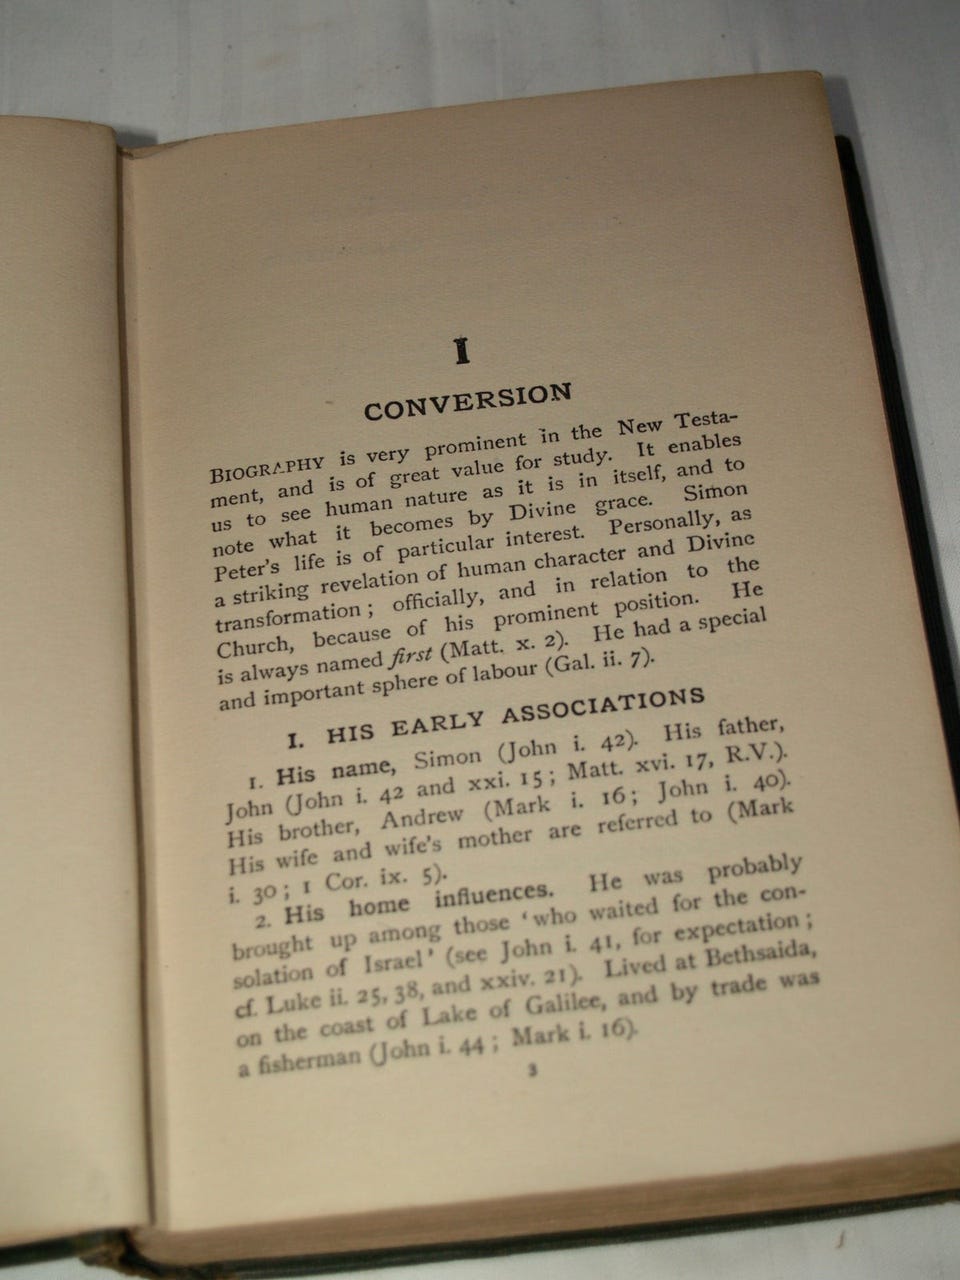 I
CONVERSION
BIOGRAPHY is very prominent in the New Testa-
ment, and is of great value for study. It enables
us to see human nature as it is in itself, and to
note what it becomes by Divine grace. Simon
Peter's life is of particular interest. Personally, as
a striking revelation of human character and Divine
transformation; officially, and in relation to the
Church, because of his prominent position. He
is always named first (Matt. x. 2). He had a special
and important sphere of labour (Gal. ii. 7).
I. HIS EARLY ASSOCIATIONS
1. His name, Simon (John i. 42). His father,
John (John i. 42 and xxi. 15; Matt. xvi. 17, R.V.).
His brother, Andrew (Mark i. 16; John i. 40).
His wife and wife's mother are referred to (Mark
i. 30; 1 Cor. ix. 5).
2. His home influences. He was probably
brought up among those 'who waited for the con-
solation of Israel' (see John i. 41, for expectation;
cf. Luke ii. 25, 38, and xxiv. 21). Lived at Bethsaida,
on the coast of Lake of Galilee, and by trade was
a fisherman (John i. 44; Mark i. 16).
3